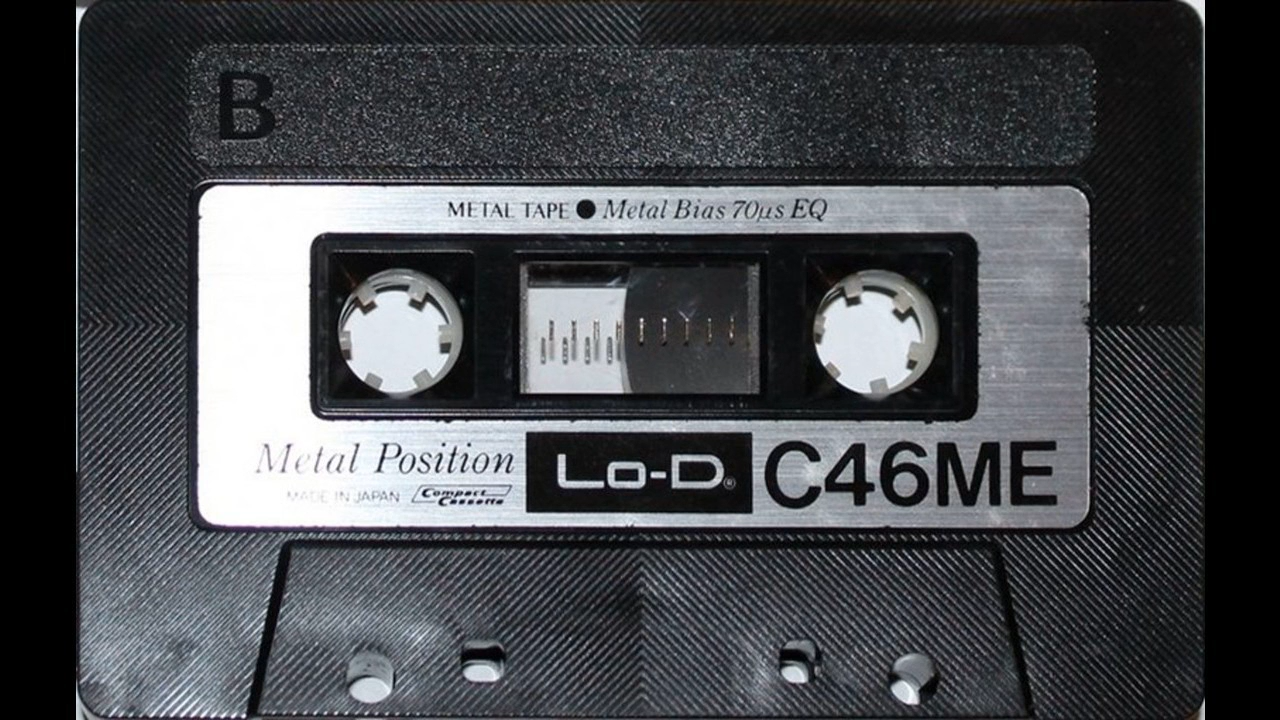 B
METAL TAPE ● Metal Bias 70µs EQ
Metal Position
MADE IN JAPAN Compact Cassette
Lo-D® C46ME